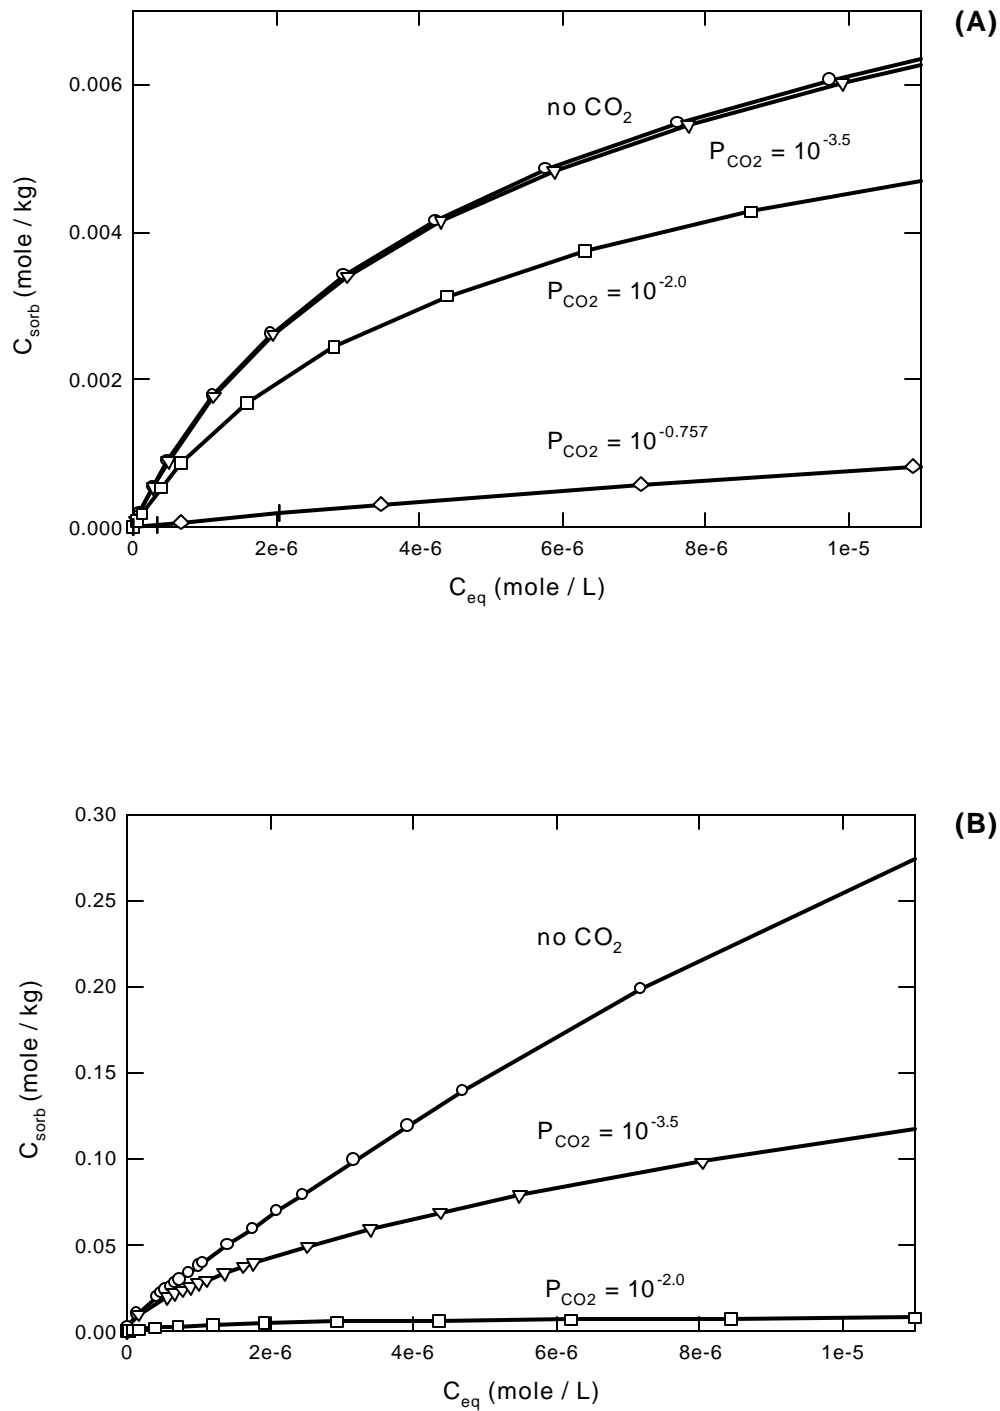 (A)
0.006
no CO2
PCO2 = 10-3.5
0.004
Csorb (mole / kg)
PCO2 = 10-2.0
0.002
PCO2 = 10-0.757
0.000
0 2e-6 4e-6 6e-6 8e-6 1e-5
Ceq (mole / L)
(B)
0.30
0.25
no CO2
0.20
Csorb (mole / kg)
0.15
PCO2 = 10-3.5
0.10
0.05
PCO2 = 10-2.0
0.00
0 2e-6 4e-6 6e-6 8e-6 1e-5
Ceq (mole / L)